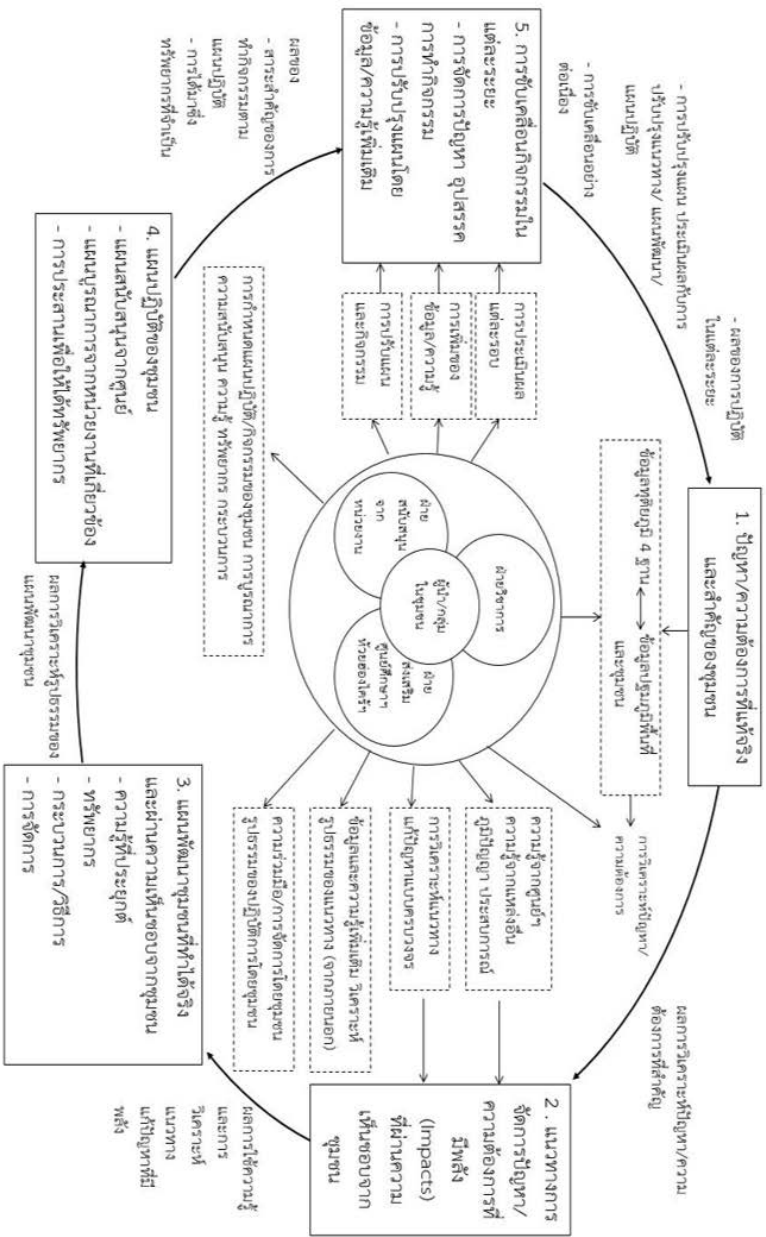 1. ปัญหา/ความต้องการที่แท้จริง
และสำคัญของชุมชน
ข้อมูลทุติยภูมิ 4 ฐาน
ข้อมูลปฐมภูมิพื้นที่
และชุมชน
การวิเคราะห์ปัญหา/
ความต้องการ
ผลการวิเคราะห์ปัญหา/ความ
ต้องการที่สำคัญ
2 . แนวทางการ
จัดการปัญหา/
ความต้องการที่
มีพลัง
(Impacts)
ที่ผ่านความ
เห็นชอบจาก
ชุมชน
ความรู้จากศูนย์ฯ
ความรู้จากแหล่งอื่น
ภูมิปัญญา ประสบการณ์
การวิเคราะห์แนวทาง
แก้ปัญหาแบบครบวงจร
ข้อมูลและความรู้เพิ่มเติม วิเคราะห์
รูปธรรมของแนวทาง (จากภายนอก)
ความร่วมมือ/การจัดการโดยชุมชน
รูปธรรมของปฏิบัติการโดยชุมชน
ผลการใช้ความรู้
และการ
วิเคราะห์
แนวทาง
แก้ปัญหาที่มี
พลัง
3. แผนพัฒนาชุมชนที่ทำได้จริง
และผ่านความเห็นชอบจากชุมชน
- ความรู้ที่ประยุกต์
- ทรัพยากร
- กระบวนการ/วิธีการ
- การจัดการ
ผลการวิเคราะห์รูปธรรมของ
แผนพัฒนาชุมชน
4. แผนปฏิบัติของชุมชน
- แผนสนับสนุนจากศูนย์
- แผนบูรณาการจากหน่วยงานที่เกี่ยวข้อง
- การประสานเพื่อให้ได้ทรัพยากร
การกำหนดแผนปฏิบัติ/กิจกรรมของชุมชน การบูรณาการ
ความสนับสนุน ความรู้ ทรัพยากร กระบวนการ
ผลของ
- สาระสำคัญของการ
ทำกิจกรรมตาม
แผนปฏิบัติ
- การได้มาซึ่ง
ทรัพยากรที่จำเป็น
5. การขับเคลื่อนกิจกรรมใน
แต่ละระยะ
- การจัดการปัญหา อุปสรรค
การทำกิจกรรม
- การปรับปรุงแผนโดย
ข้อมูล/ความรู้เพิ่มเติม
การประเมินผล
แต่ละรอบ
การเพิ่มของ
ข้อมูล/ความรู้
การปรับแผน
และกิจกรรม
- ผลของการปฏิบัติ
ในแต่ละระยะ
- การปรับปรุงแผน ประเมินผลกับการ
ปรับปรุงแนวทาง/ แผนพัฒนา/
แผนปฏิบัติ
- การขับเคลื่อนอย่าง
ต่อเนื่อง
ฝ่ายวิชาการ
ผู้นำ/กลุ่ม
ในชุมชน
ฝ่าย
สนับสนุน
จาก
หน่วยงาน
ฝ่าย
ส่งเสริม
ศูนย์ศึกษาฯ
ห้วยฮ่องไคร้ฯ